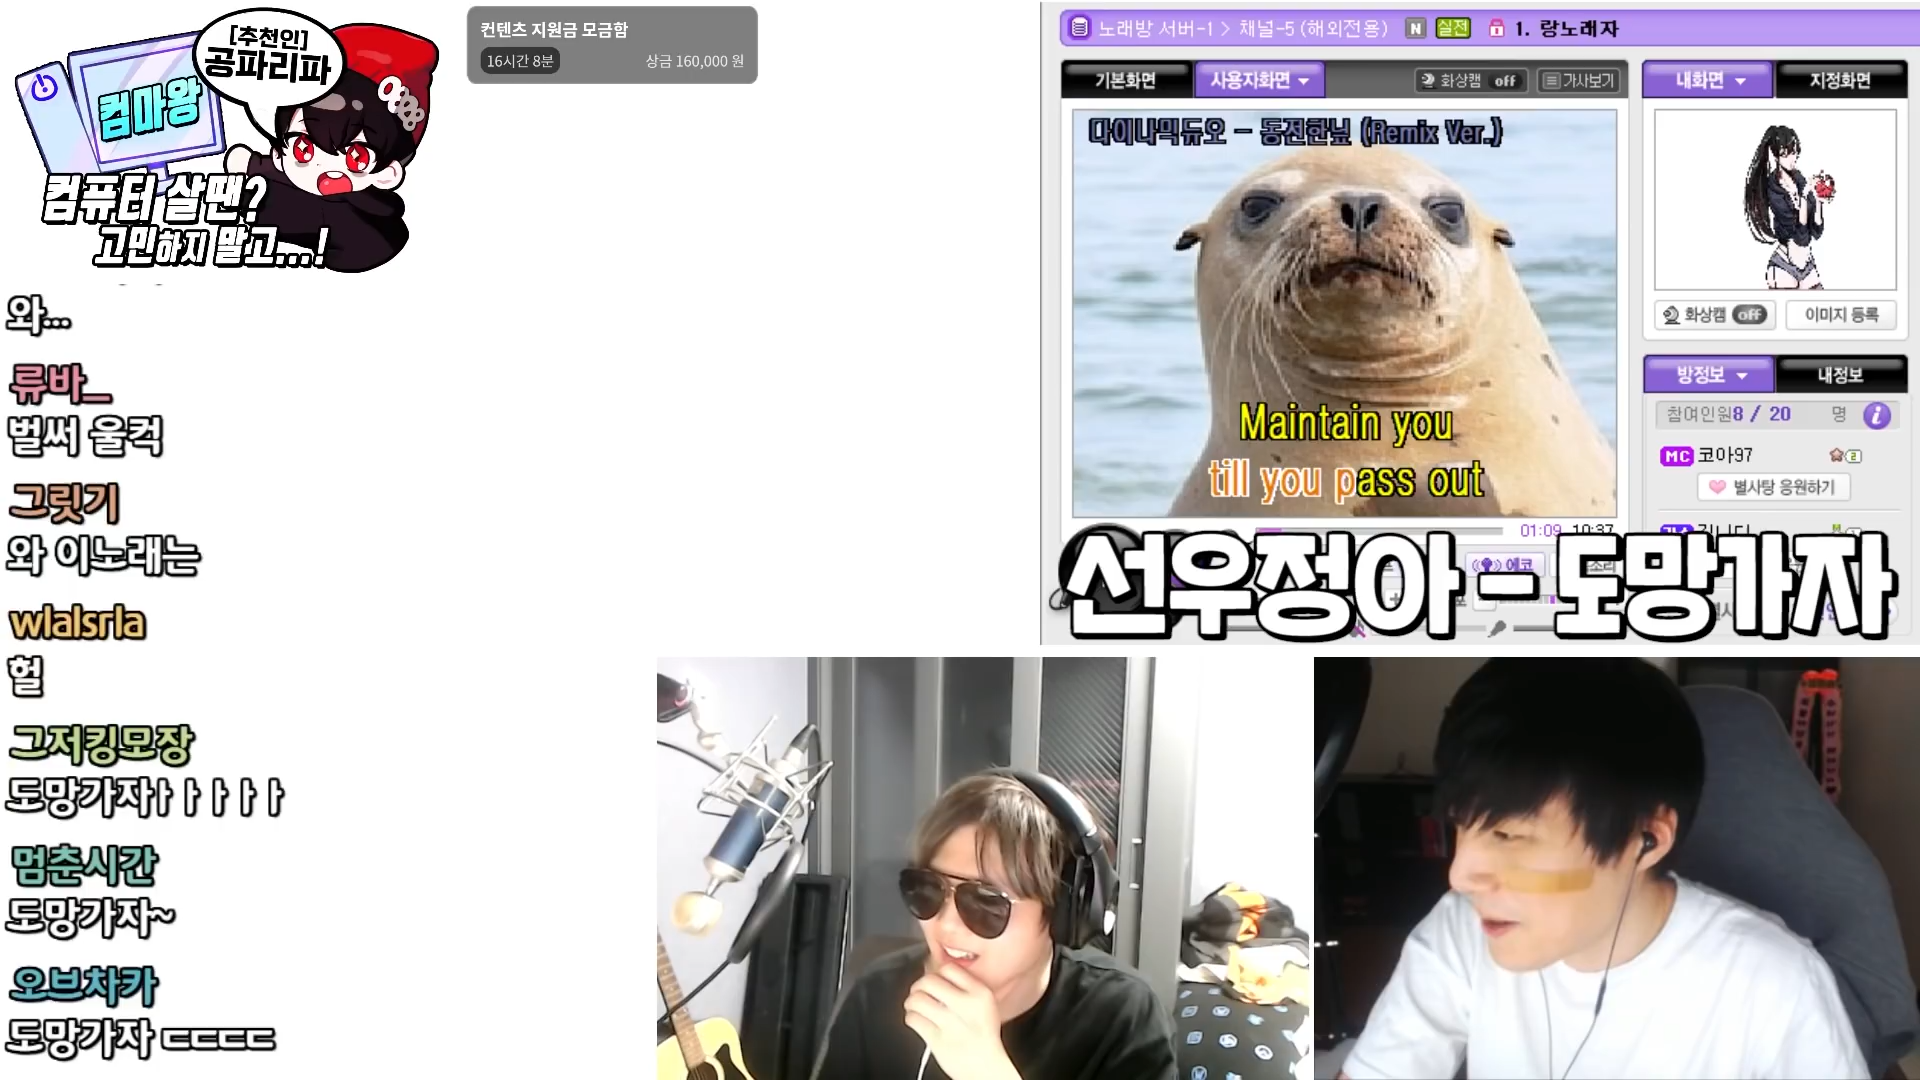 [추천인]
공파리파
컴마왕
컴퓨터 살땐?
고민하지 말고...!
컨텐츠 지원금 모금함
16시간 8분
상금 160,000 원
와...
류바__
벌써 울컥
그릿기
와 이노래는
wlalsrla
헐
그저킹모장
도망가자ㅏㅏㅏㅏㅏ
멈춘시간
도망가자~
오브차카
도망가자 ㄷㄷㄷㄷ
노래방 서버-1 > 채널-5 (해외전용) N 실전 1. 랑노래자
기본화면 사용자화면 화상캠 off 가사보기
다이나믹듀오 - 동전한닢 (Remix Ver.)
Maintain you
till you pass out
01:09 10:37
에코
선우정아 - 도망가자
내화면 지정화면
화상캠 off 이미지 등록
방정보 내정보
참여인원 8 / 20 명
MC 코아97 2
별사탕 응원하기